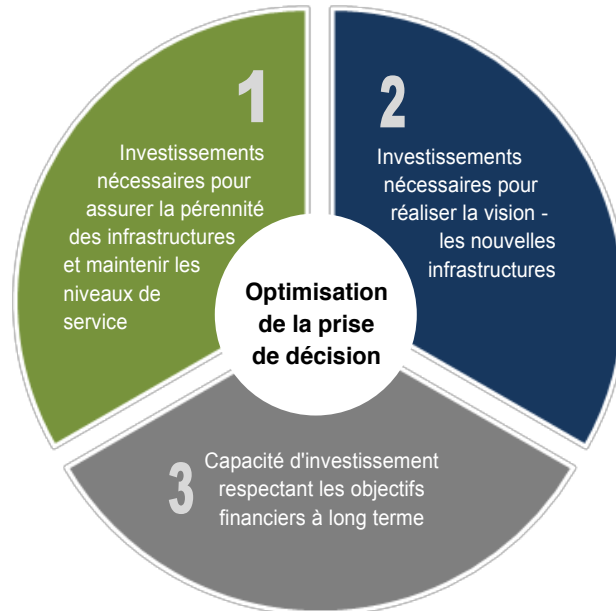 1
Investissements
nécessaires pour
assurer la pérennité
des infrastructures
et maintenir les
niveaux de
service
2
Investissements
nécessaires pour
réaliser la vision -
les nouvelles
infrastructures
Optimisation
de la prise
de décision
3
Capacité d'investissement
respectant les objectifs
financiers à long terme